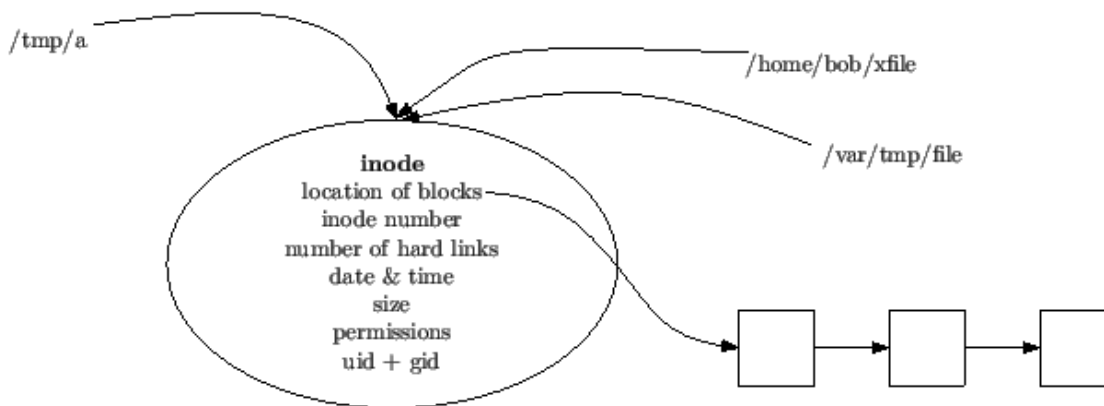 /tmp/a
/home/bob/xfile
/var/tmp/file
inode
location of blocks
inode number
number of hard links
date & time
size
permissions
uid + gid